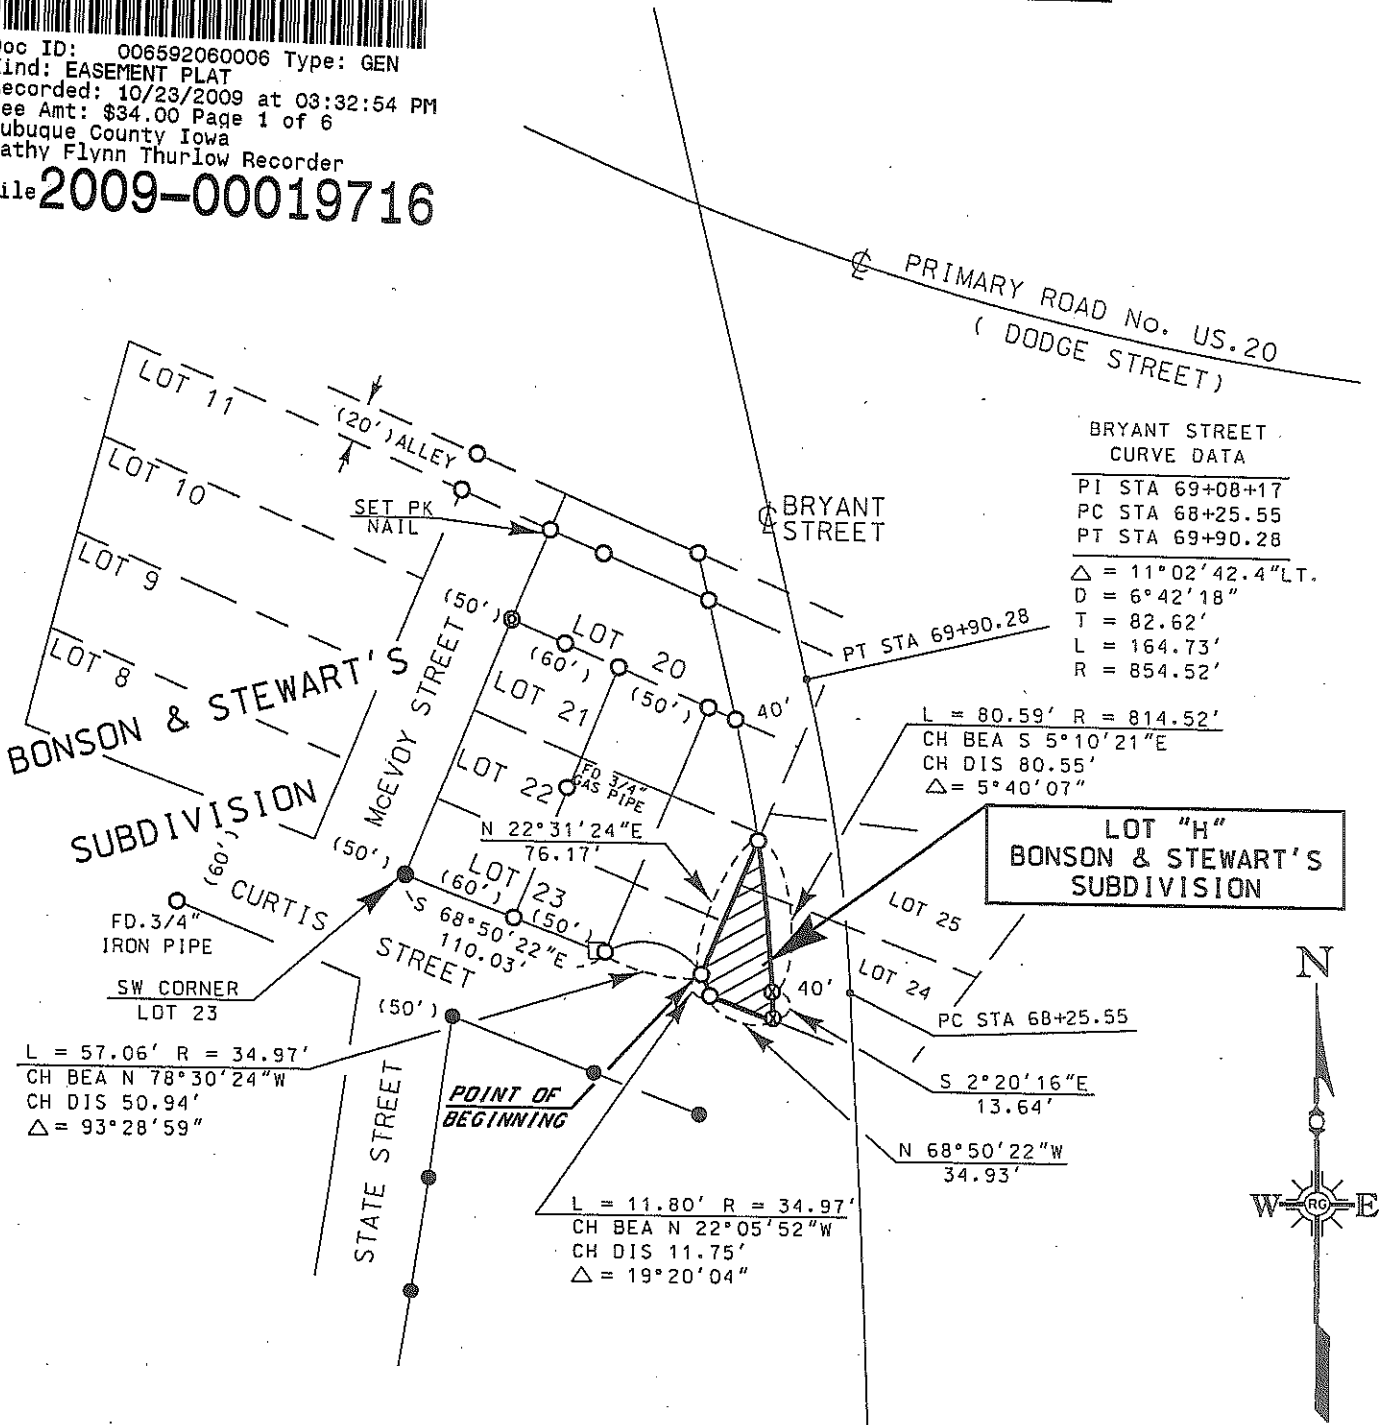 oc ID: 006592060006 Type: GEN
ind: EASEMENT PLAT
ecorded: 10/23/2009 at 03:32:54 PM
ee Amt: $34.00 Page 1 of 6
ubuque County Iowa
athy Flynn Thurlow Recorder
ile 2009-00019716
℄ PRIMARY ROAD No. US.20
( DODGE STREET)
LOT 11
(20') ALLEY
LOT 10
SET PK
NAIL
LOT 9
LOT 8
℄ BRYANT
STREET
BRYANT STREET
CURVE DATA
PI STA 69+08+17
PC STA 68+25.55
PT STA 69+90.28
△ = 11°02'42.4"LT.
D = 6°42'18"
T = 82.62'
L = 164.73'
R = 854.52'
PT STA 69+90.28
(50')
LOT 20
(60')
(50')
40'
LOT 21
LOT 22
FD 3/4"
GAS PIPE
McEVOY STREET
BONSON & STEWART'S
SUBDIVISION
L = 80.59' R = 814.52'
CH BEA S 5°10'21"E
CH DIS 80.55'
△= 5°40'07"
N 22°31'24"E
76.17'
LOT "H"
BONSON & STEWART'S
SUBDIVISION
(50')
LOT 23
(60')
(50')
S 68°50'22"E
110.03'
(60')
CURTIS
STREET
FD.3/4"
IRON PIPE
SW CORNER
LOT 23
LOT 25
LOT 24
40'
PC STA 68+25.55
(50')
L = 57.06' R = 34.97'
CH BEA N 78°30'24"W
CH DIS 50.94'
△= 93°28'59"
POINT OF
BEGINNING
S 2°20'16"E
13.64'
N 68°50'22"W
34.93'
STATE STREET
L = 11.80' R = 34.97'
CH BEA N 22°05'52"W
CH DIS 11.75'
△= 19°20'04"
N
W RG E